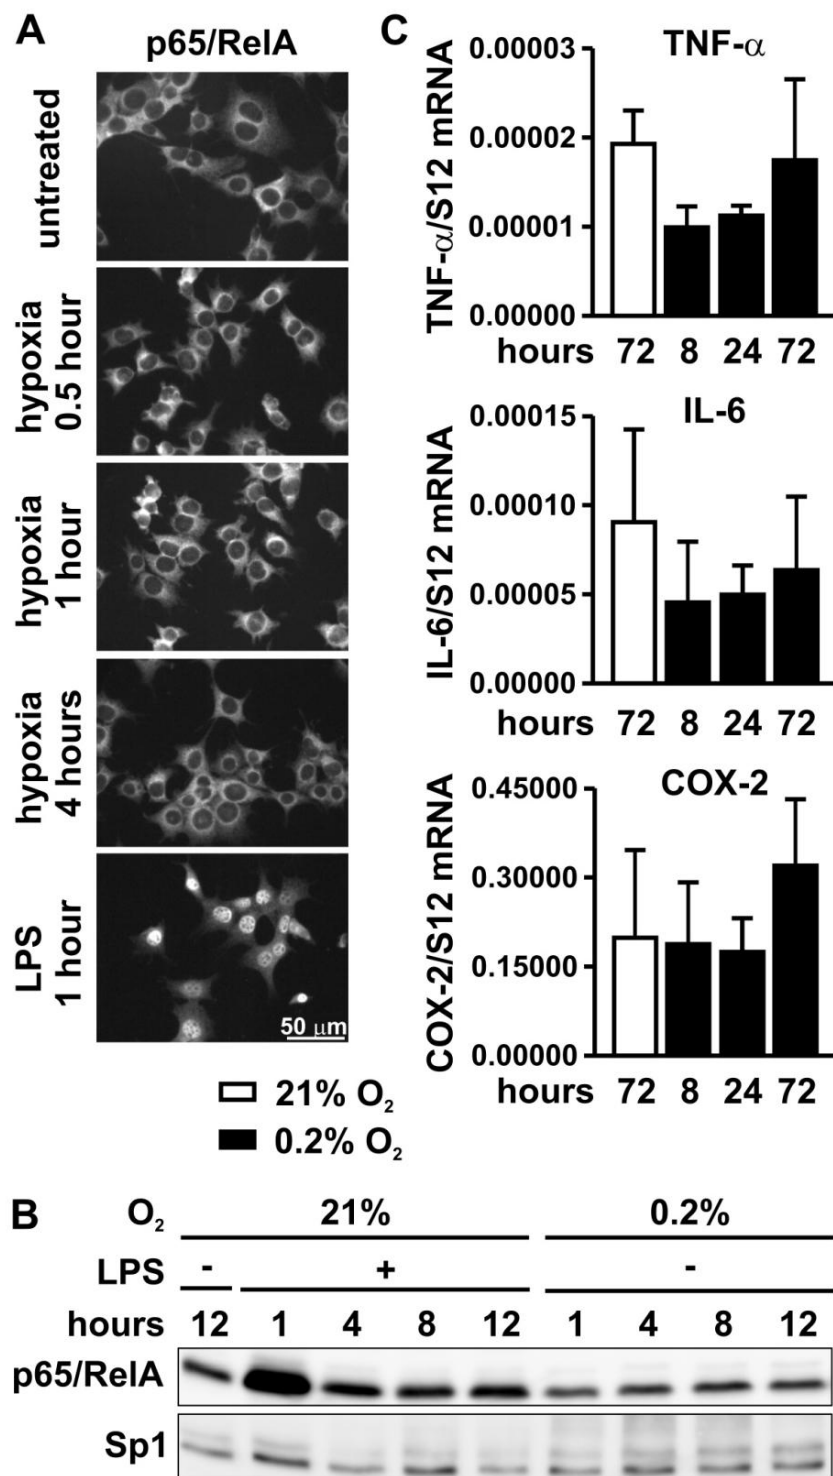 A
p65/RelA
untreated
hypoxia
0.5 hour
hypoxia
1 hour
hypoxia
4 hours
LPS
1 hour
50 μm
21% O₂
0.2% O₂
C
TNF-α
TNF-α/S12 mRNA
0.00003
0.00002
0.00001
0.00000
hours 72 8 24 72
IL-6
IL-6/S12 mRNA
0.00015
0.00010
0.00005
0.00000
hours 72 8 24 72
COX-2
COX-2/S12 mRNA
0.45000
0.30000
0.15000
0.00000
hours 72 8 24 72
B
O₂ 21% 0.2%
LPS - + -
hours 12 1 4 8 12 1 4 8 12
p65/RelA
Sp1